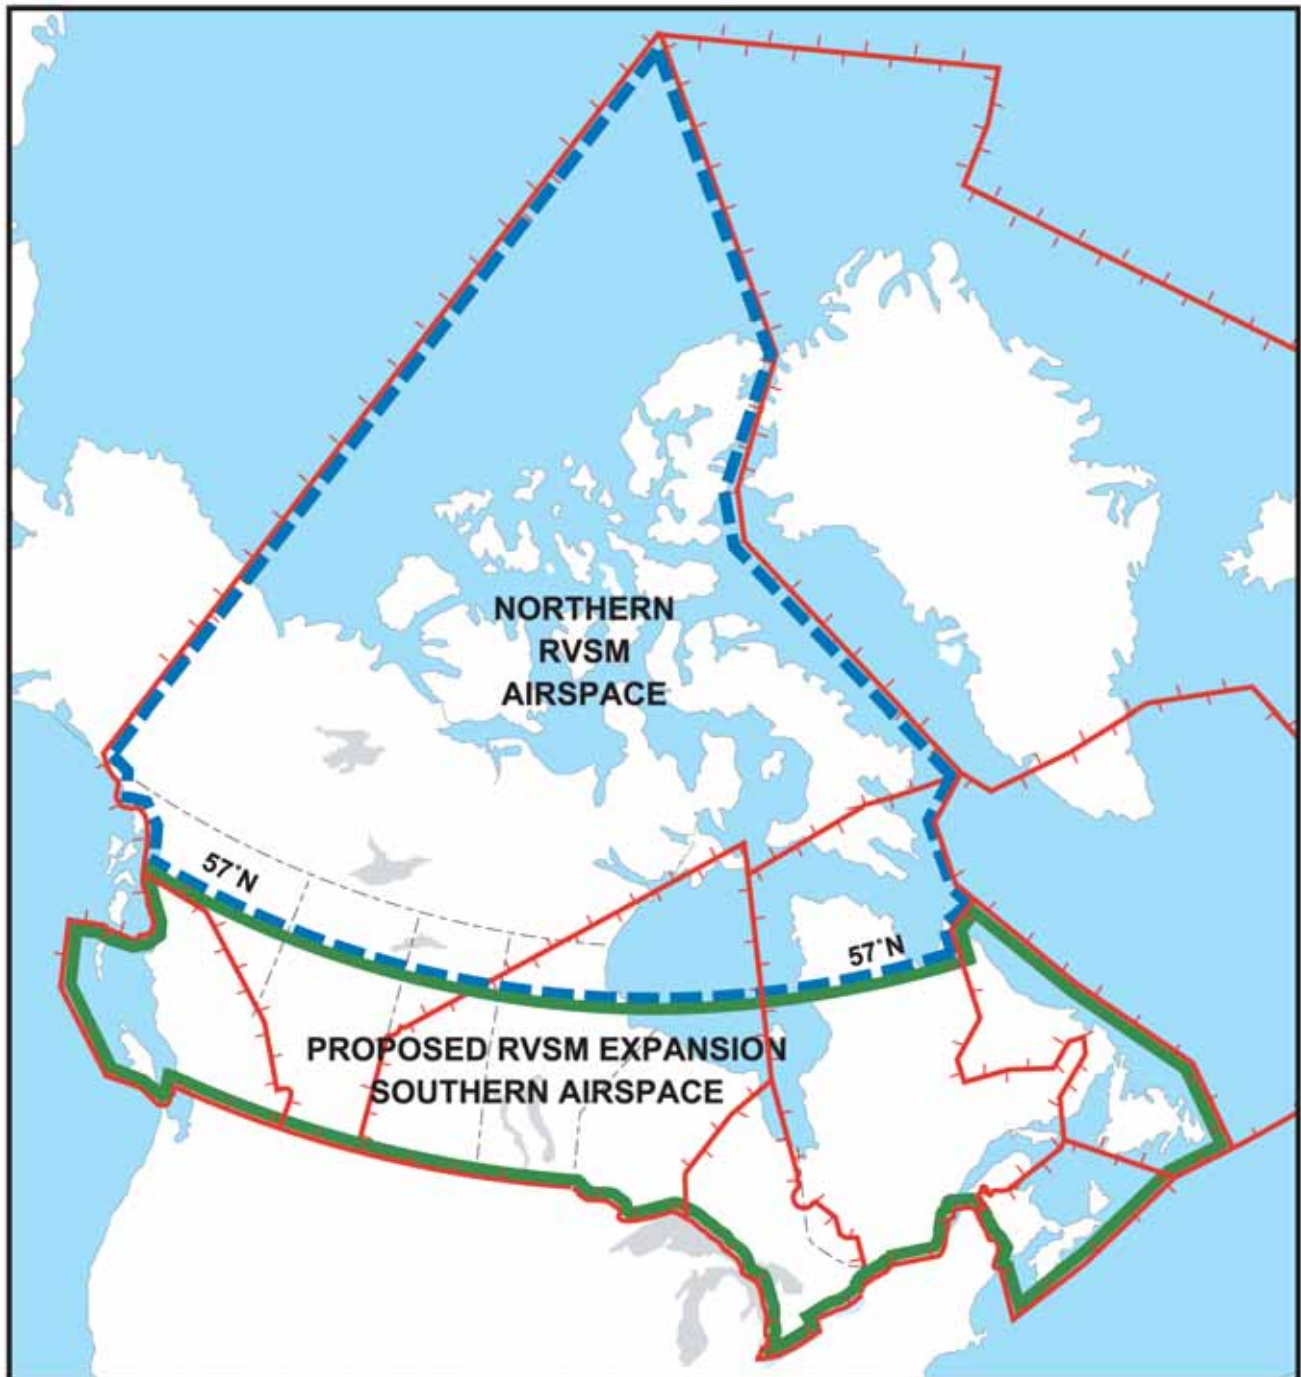 NORTHERN
RVSM
AIRSPACE
57°N
57°N
PROPOSED RVSM EXPANSION
SOUTHERN AIRSPACE